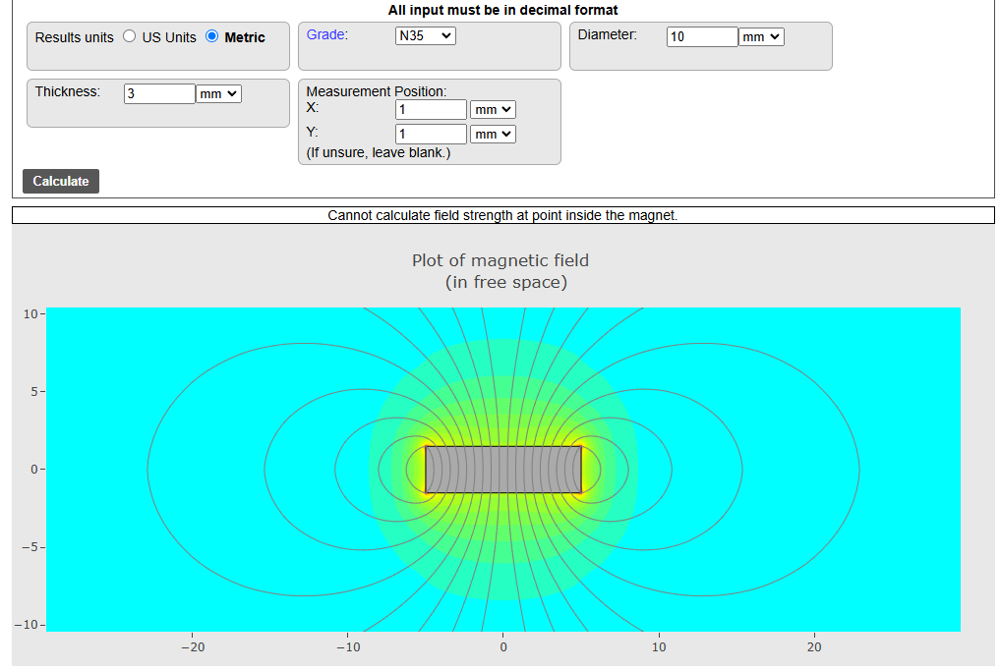 All input must be in decimal format
Results units US Units Metric
Grade: N35
Diameter: 10 mm
Thickness: 3 mm
Measurement Position:
X: 1 mm
Y: 1 mm
(If unsure, leave blank.)
Calculate
Cannot calculate field strength at point inside the magnet.
Plot of magnetic field
(in free space)
10
5
0
−5
−10
−20 −10 0 10 20